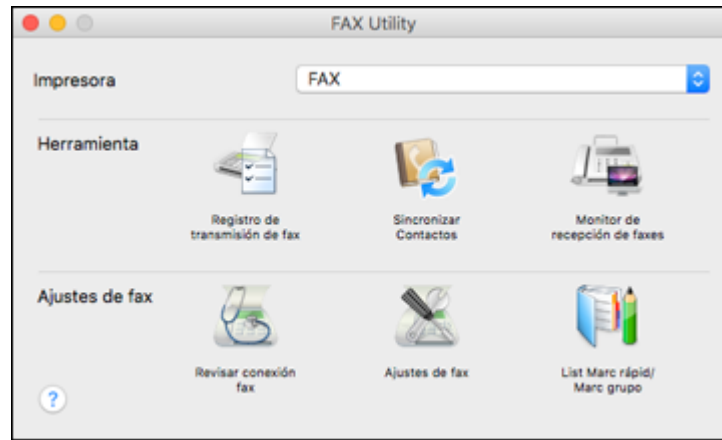 FAX Utility
Impresora
FAX
Herramienta
Registro de
transmisión de fax
Sincronizar
Contactos
Monitor de
recepción de faxes
Ajustes de fax
Revisar conexión
fax
Ajustes de fax
List Marc rápid/
Marc grupo
?